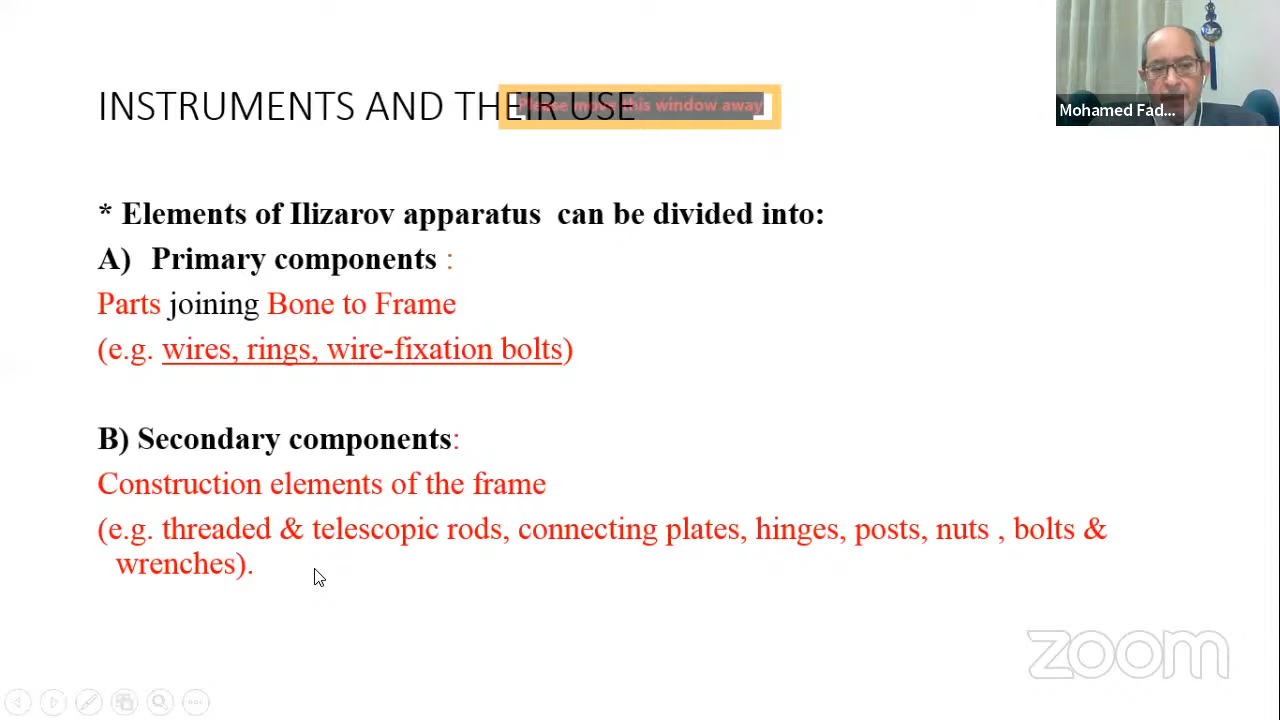 INSTRUMENTS AND THEIR USE
Please move this window away
Mohamed Fad...
* Elements of Ilizarov apparatus can be divided into:
A) Primary components :
Parts joining Bone to Frame
(e.g. wires, rings, wire-fixation bolts)
B) Secondary components:
Construction elements of the frame
(e.g. threaded & telescopic rods, connecting plates, hinges, posts, nuts , bolts &
wrenches).
zoom